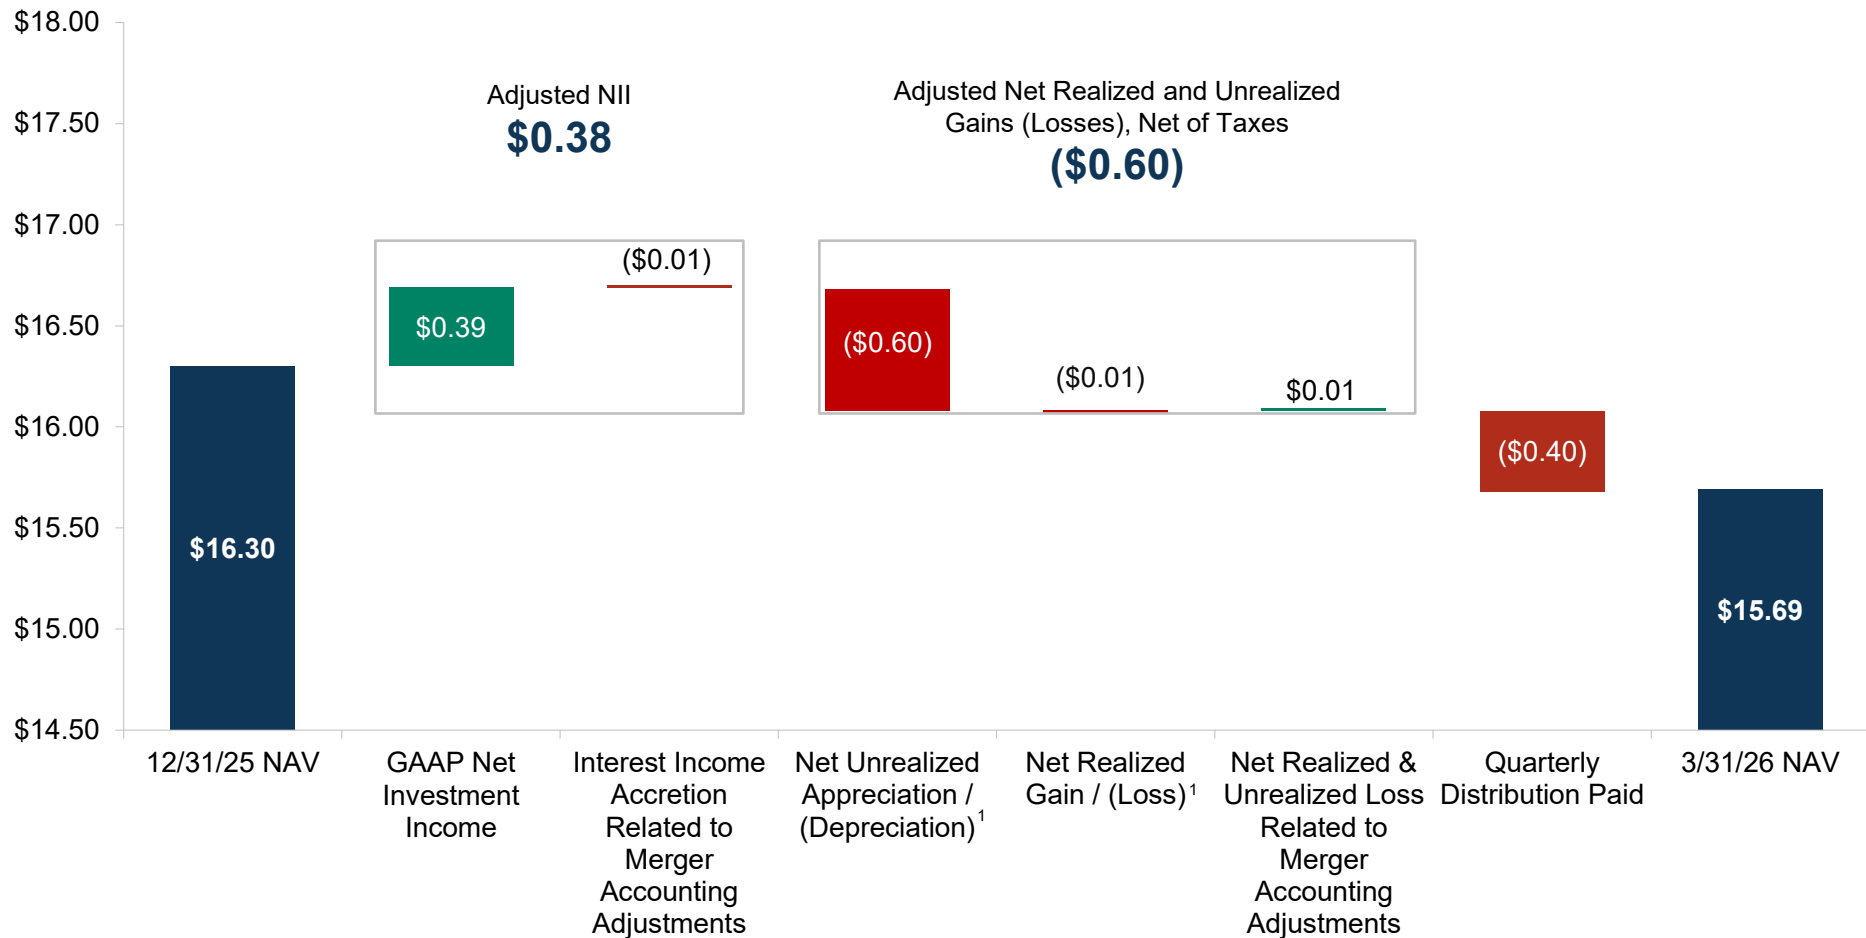 $18.00
$17.50
$17.00
$16.50
$16.00
$15.50
$15.00
$14.50
Adjusted NII
$0.38
Adjusted Net Realized and Unrealized
Gains (Losses), Net of Taxes
($0.60)
$16.30
$0.39
($0.01)
($0.60)
($0.01)
$0.01
($0.40)
$15.69
12/31/25 NAV
GAAP Net
Investment
Income
Interest Income
Accretion
Related to
Merger
Accounting
Adjustments
Net Unrealized
Appreciation /
(Depreciation)1
Net Realized
Gain / (Loss)1
Net Realized &
Unrealized Loss
Related to
Merger
Accounting
Adjustments
Quarterly
Distribution Paid
3/31/26 NAV